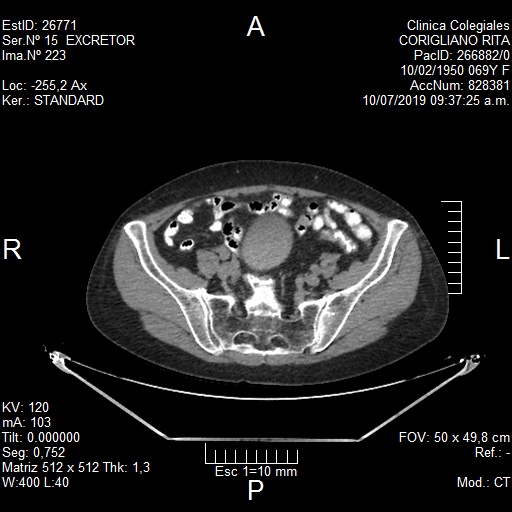 EstID: 26771
Ser.Nº 15 EXCRETOR
Ima.Nº 223
Loc: -255,2 Ax
Ker.: STANDARD
A
Clinica Colegiales
CORIGLIANO RITA
PacID: 266882/0
10/02/1950 069Y F
AccNum: 828381
10/07/2019 09:37:25 a.m.
R
L
KV: 120
mA: 103
Tilt: 0.000000
Seg: 0,752
Matriz 512 x 512 Thk: 1,3
W:400 L:40
Esc 1=10 mm
P
FOV: 50 x 49,8 cm
Ref.: -
Mod.: CT